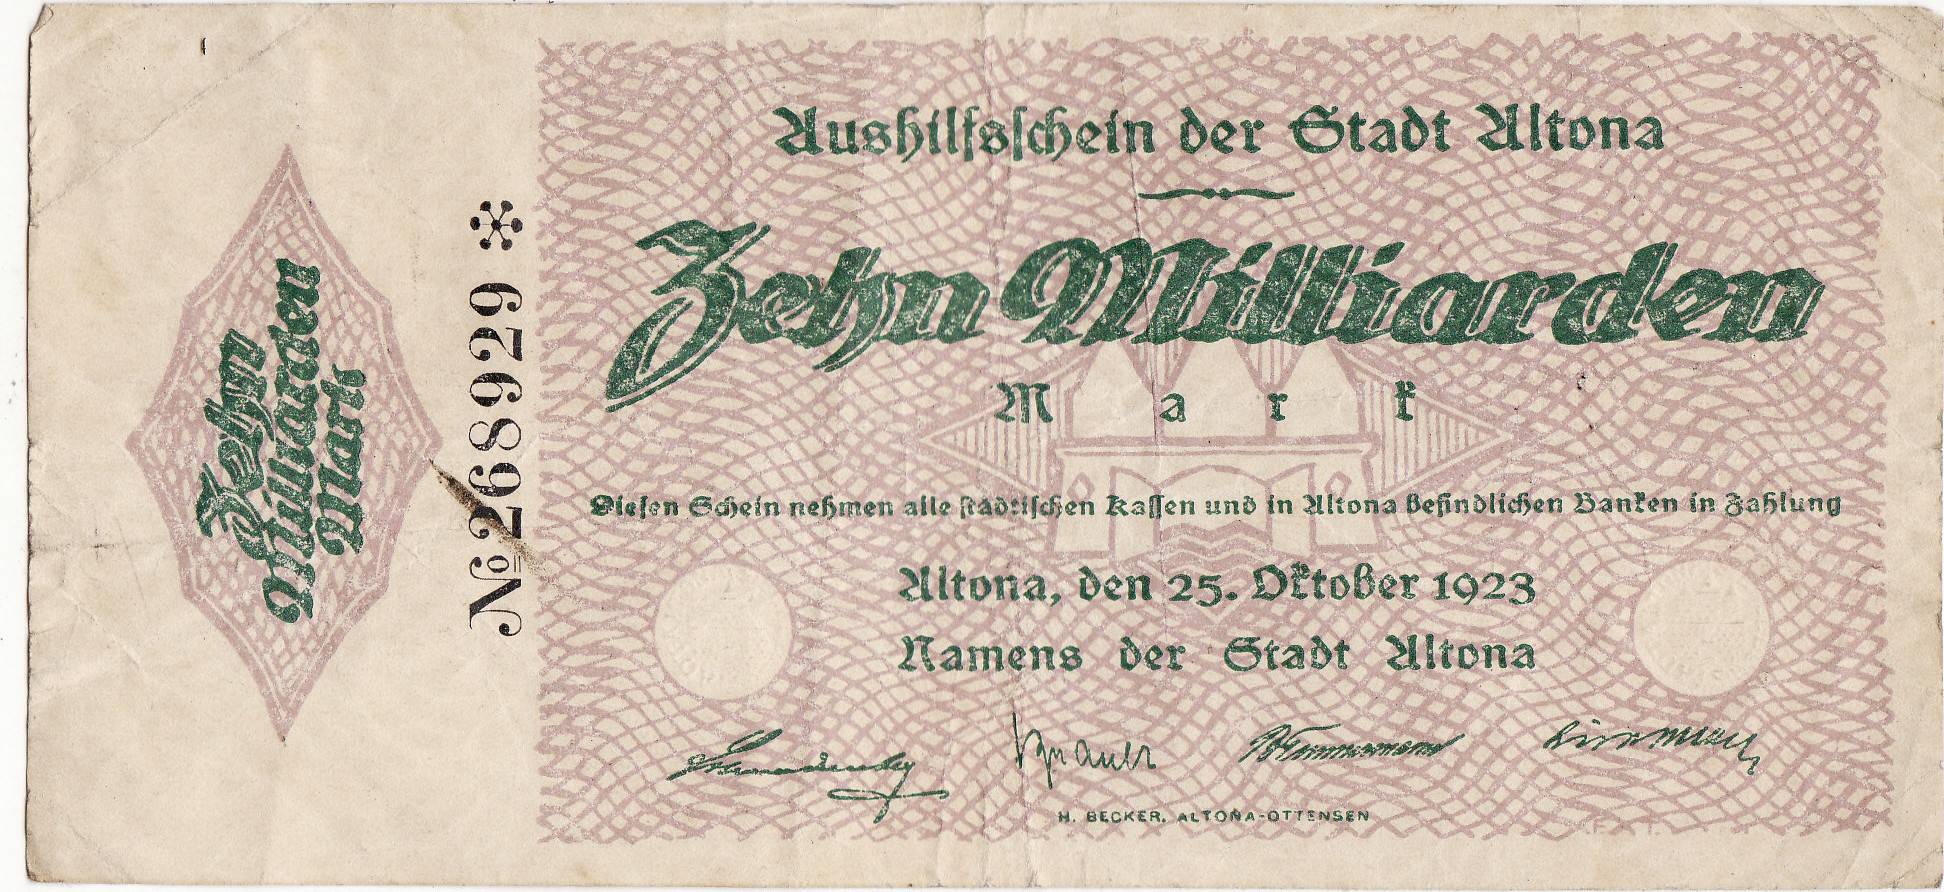 Zehn
Milliarden
Mark
№ 268929 *
Aushilfsschein der Stadt Altona
Zehn Milliarden
Mark
Diesen Schein nehmen alle städtischen Kassen und in Altona befindlichen Banken in Zahlung
Altona, den 25. Oktober 1923
Namens der Stadt Altona
H. BECKER, ALTONA-OTTENSEN